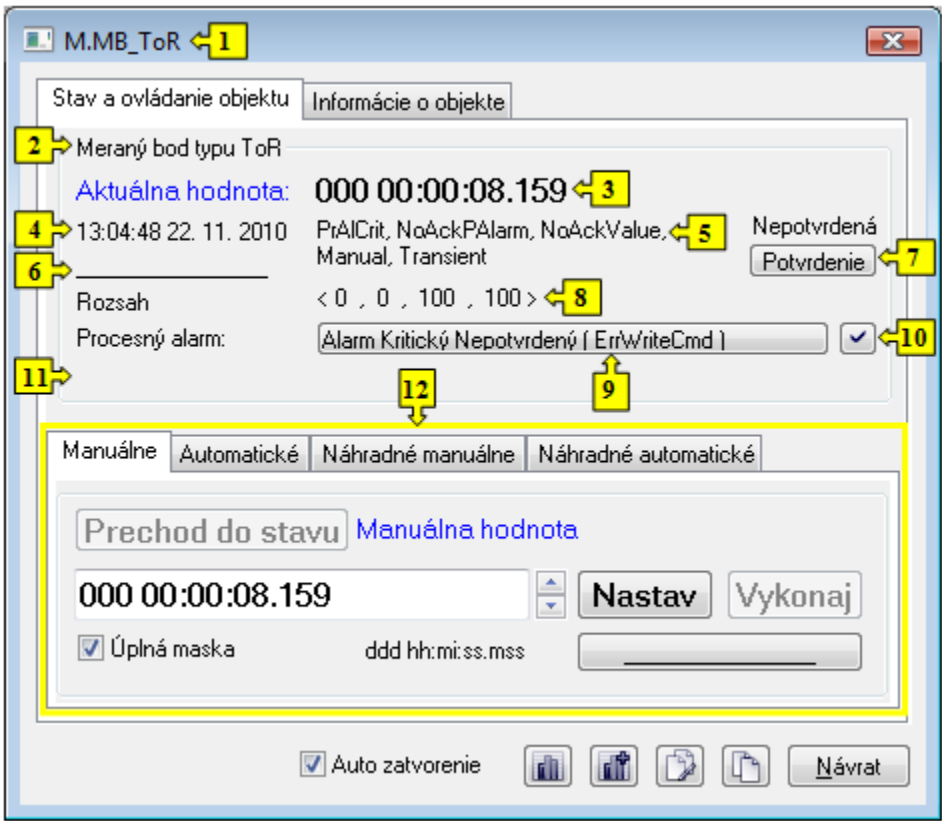 M.MB_ToR 1
Stav a ovládanie objektu Informácie o objekte
2 Meraný bod typu ToR
Aktuálna hodnota: 000 00:00:08.159 3
4 13:04:48 22. 11. 2010 PrAlCrit, NoAckPAlarm, NoAckValue, 5 Nepotvrdená
Manual, Transient Potvrdenie 7
6
Rozsah < 0 , 0 , 100 , 100 > 8
Procesný alarm: Alarm Kritický Nepotvrdený ( ErrWriteCmd ) 10
11 12 9
Manuálne Automatické Náhradné manuálne Náhradné automatické
Prechod do stavu Manuálna hodnota
000 00:00:08.159 Nastav Vykonaj
Úplná maska ddd hh:mi:ss.mss
Auto zatvorenie Návrat